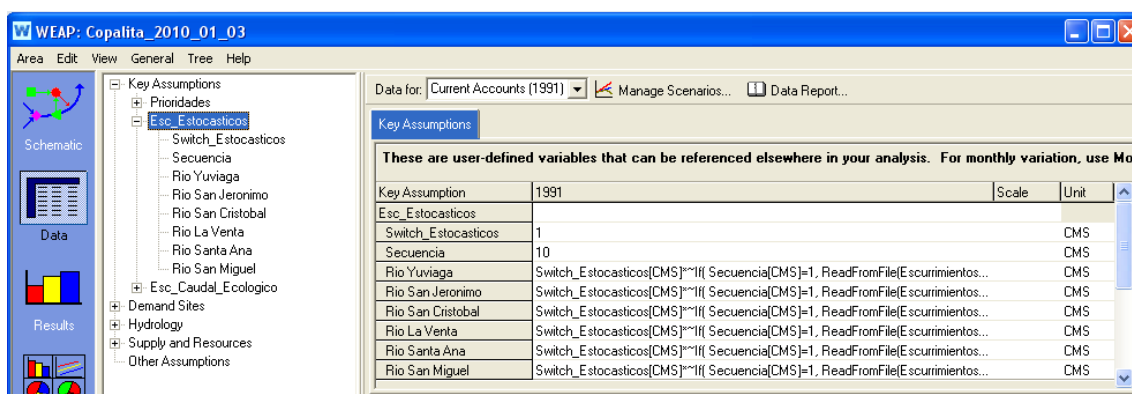 WEAP: Copalita_2010_01_03
Area Edit View General Tree Help
Schematic
Data
Results
Key Assumptions
Prioridades
Esc_Estocasticos
Switch_Estocasticos
Secuencia
Rio Yuviaga
Rio San Jeronimo
Rio San Cristobal
Rio La Venta
Rio Santa Ana
Rio San Miguel
Esc_Caudal_Ecologico
Demand Sites
Hydrology
Supply and Resources
Other Assumptions
Data for: Current Accounts (1991) Manage Scenarios... Data Report...
Key Assumptions
These are user-defined variables that can be referenced elsewhere in your analysis. For monthly variation, use Mo
Key Assumption 1991 Scale Unit
Esc_Estocasticos
Switch_Estocasticos 1 CMS
Secuencia 10 CMS
Rio Yuviaga Switch_Estocasticos[CMS]*~If( Secuencia[CMS]=1, ReadFromFile(Escurrimientos... CMS
Rio San Jeronimo Switch_Estocasticos[CMS]*~If( Secuencia[CMS]=1, ReadFromFile(Escurrimientos... CMS
Rio San Cristobal Switch_Estocasticos[CMS]*~If( Secuencia[CMS]=1, ReadFromFile(Escurrimientos... CMS
Rio La Venta Switch_Estocasticos[CMS]*~If( Secuencia[CMS]=1, ReadFromFile(Escurrimientos... CMS
Rio Santa Ana Switch_Estocasticos[CMS]*~If( Secuencia[CMS]=1, ReadFromFile(Escurrimientos... CMS
Rio San Miguel Switch_Estocasticos[CMS]*~If( Secuencia[CMS]=1, ReadFromFile(Escurrimientos... CMS